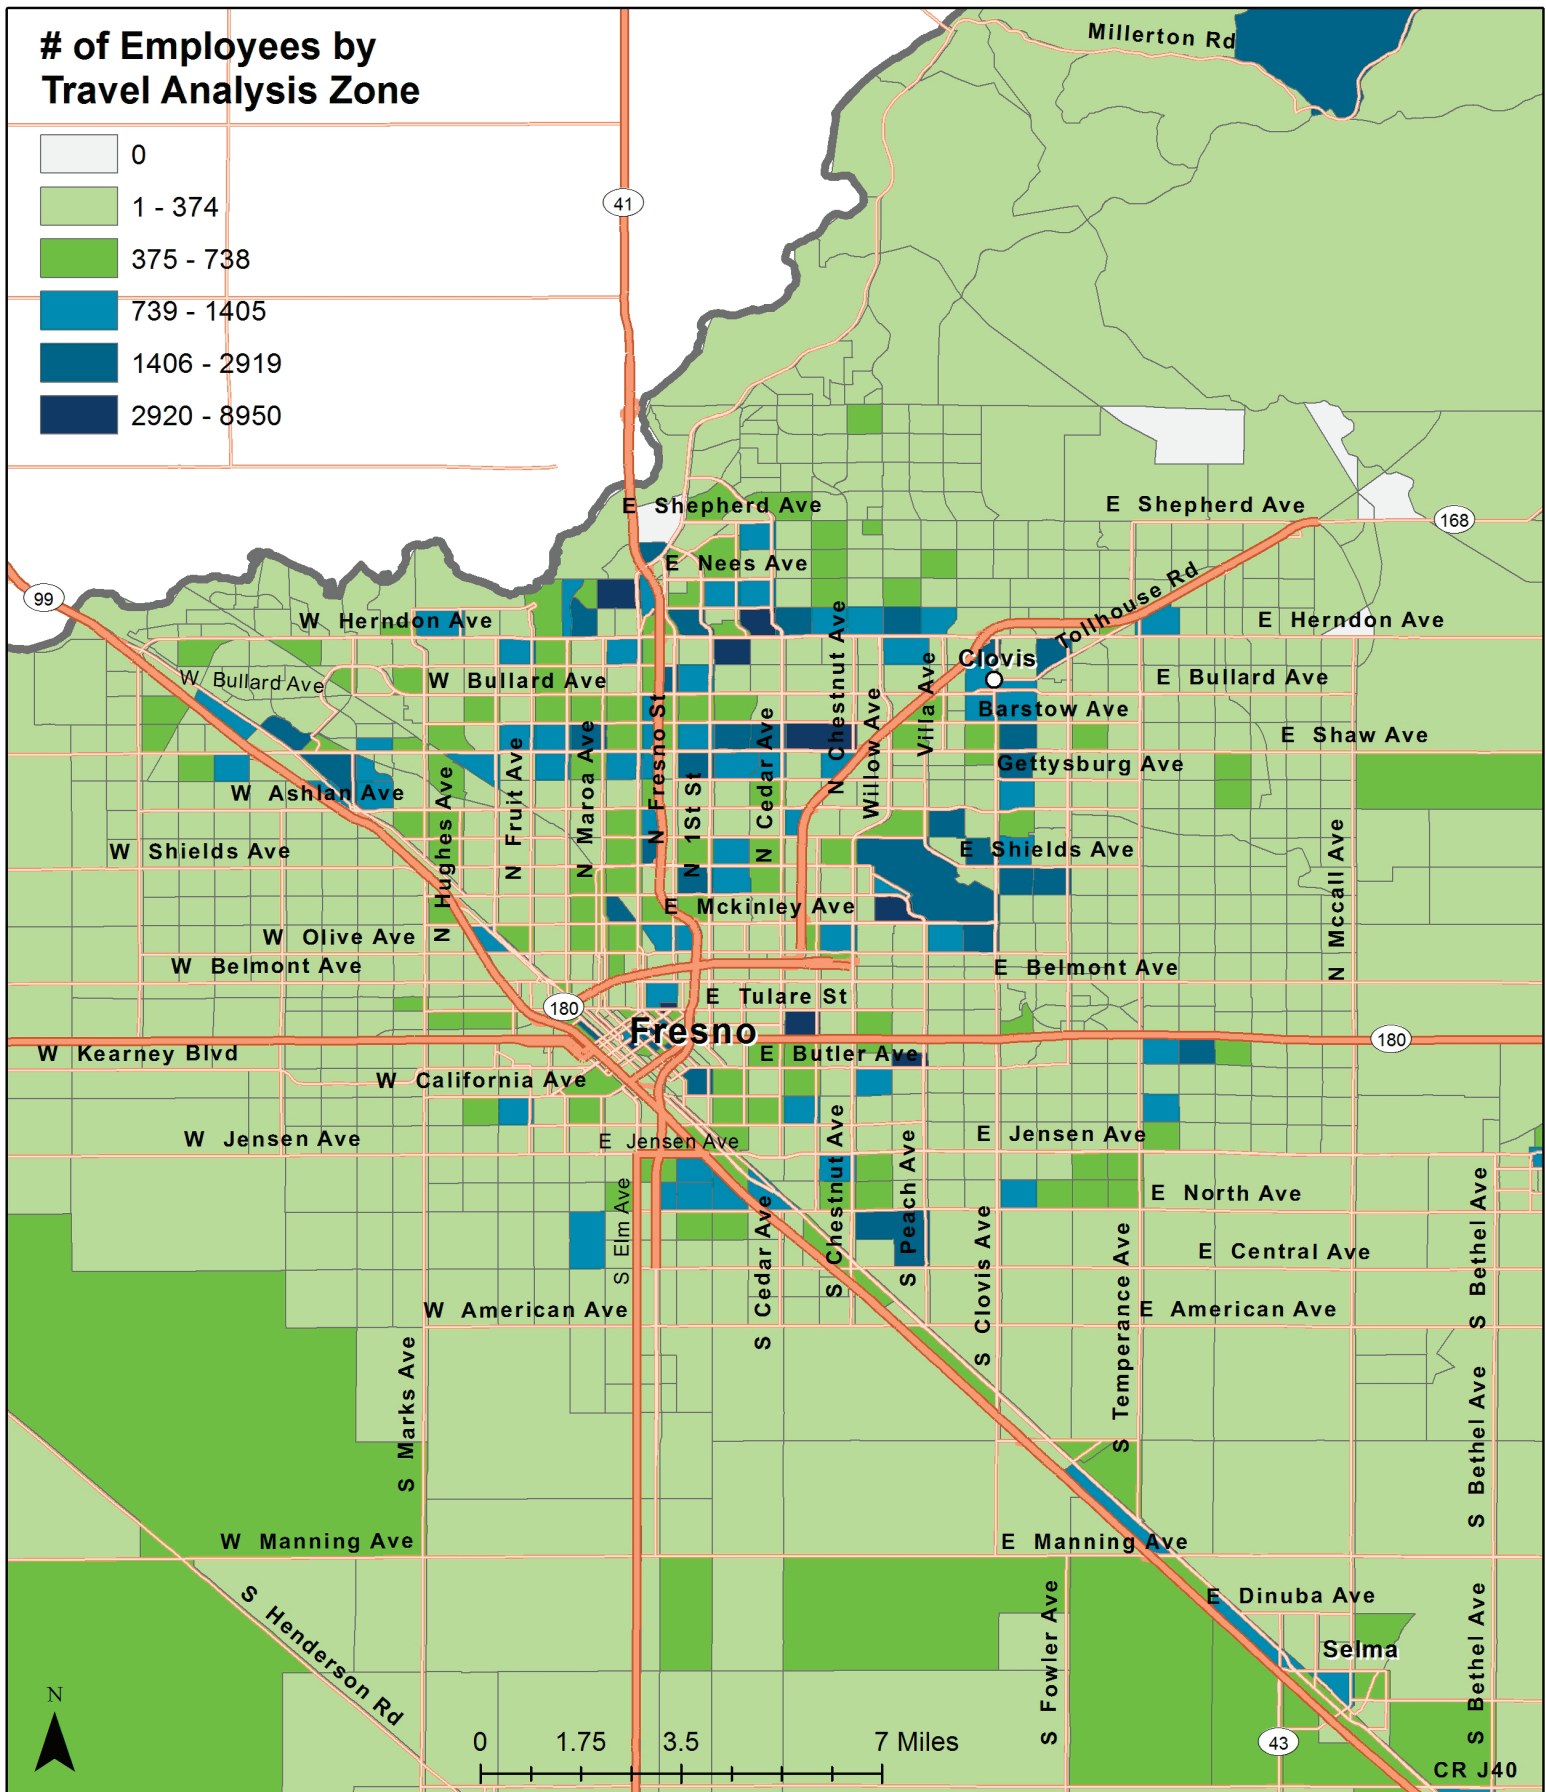 # of Employees by
Travel Analysis Zone
0
1 - 374
375 - 738
739 - 1405
1406 - 2919
2920 - 8950
Millerton Rd
41
E Shepherd Ave
E Shepherd Ave
168
E Nees Ave
99
Tollhouse Rd
W Herndon Ave
E Herndon Ave
Clovis
W Bullard Ave
W Bullard Ave
E Bullard Ave
Barstow Ave
E Shaw Ave
Gettysburg Ave
W Ashlan Ave
N Hughes Ave
N Fruit Ave
N Maroa Ave
N Fresno St
N 1St St
N Cedar Ave
N Chestnut Ave
Willow Ave
Villa Ave
N Mccall Ave
W Shields Ave
E Shields Ave
E Mckinley Ave
W Olive Ave
W Belmont Ave
E Belmont Ave
E Tulare St
180
Fresno
180
W Kearney Blvd
E Butler Ave
W California Ave
W Jensen Ave
E Jensen Ave
E Jensen Ave
E North Ave
S Elm Ave
S Cedar Ave
S Chestnut Ave
S Peach Ave
S Clovis Ave
S Temperance Ave
S Bethel Ave
E Central Ave
W American Ave
E American Ave
S Marks Ave
S Bethel Ave
W Manning Ave
E Manning Ave
S Henderson Rd
S Fowler Ave
E Dinuba Ave
Selma
S Bethel Ave
N
0 1.75 3.5 7 Miles
43
CR J40